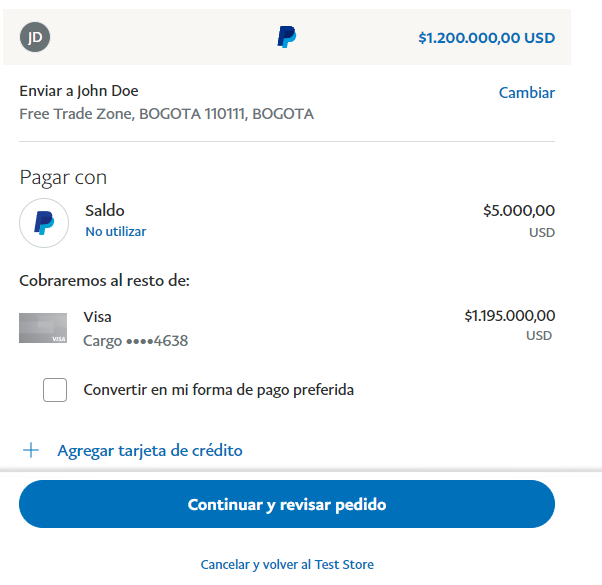 JD
$1.200.000,00 USD
Enviar a John Doe
Cambiar
Free Trade Zone, BOGOTA 110111, BOGOTA
Pagar con
Saldo
$5.000,00
No utilizar
USD
Cobraremos al resto de:
Visa
$1.195.000,00
VISA
Cargo ••••4638
USD
Convertir en mi forma de pago preferida
+ Agregar tarjeta de crédito
Continuar y revisar pedido
Cancelar y volver al Test Store